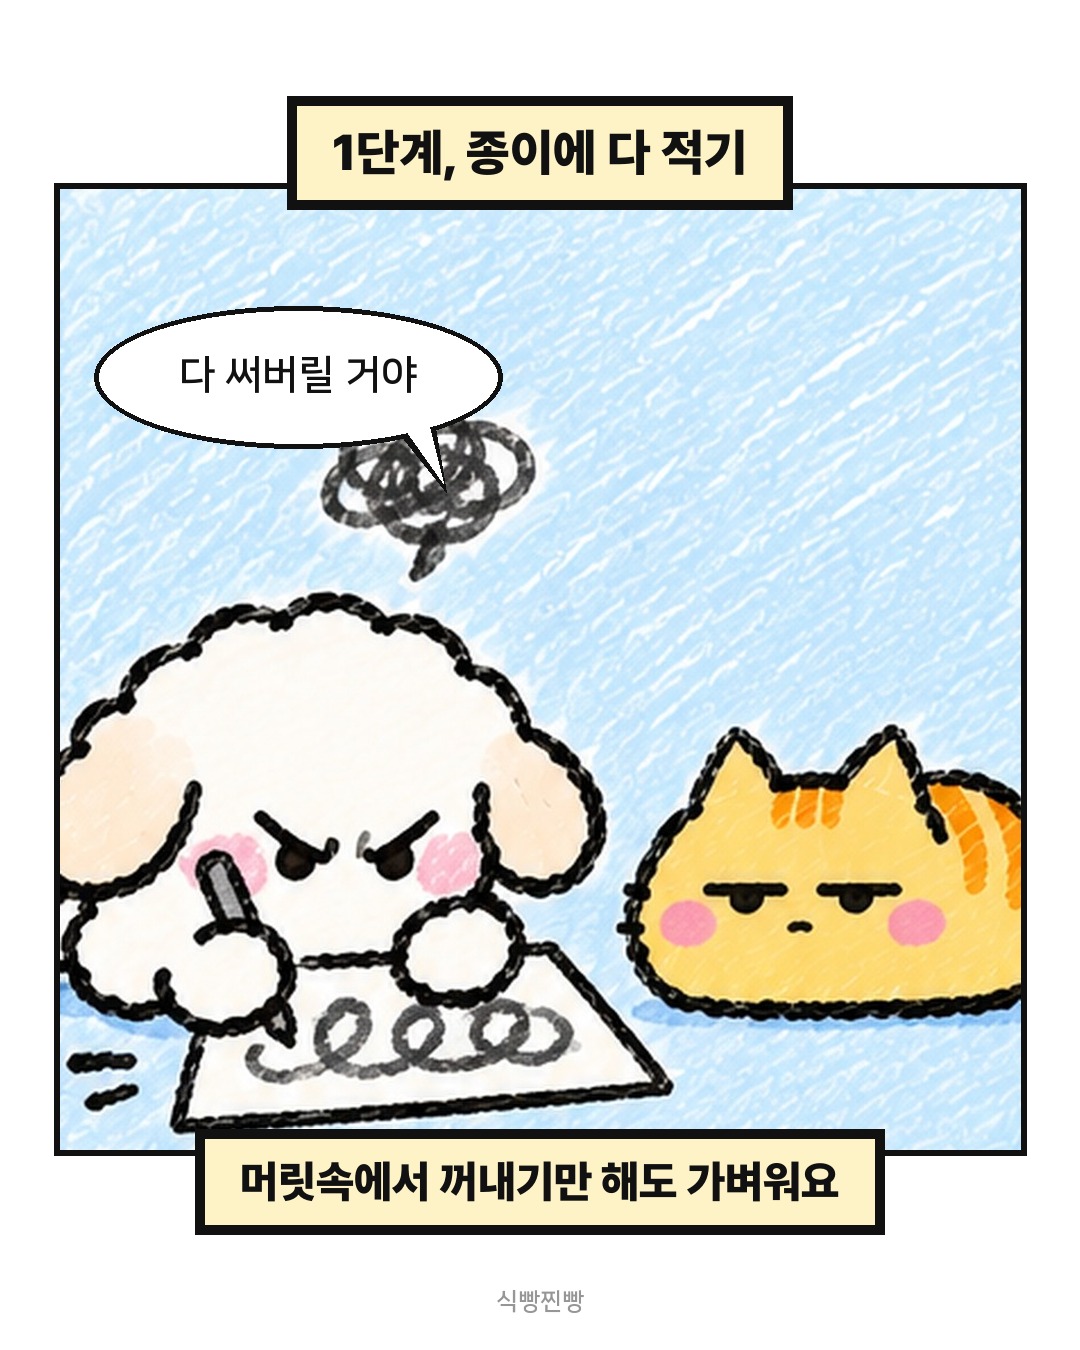 1단계, 종이에 다 적기
다 써버릴 거야
머릿속에서 꺼내기만 해도 가벼워요
식빵찐빵